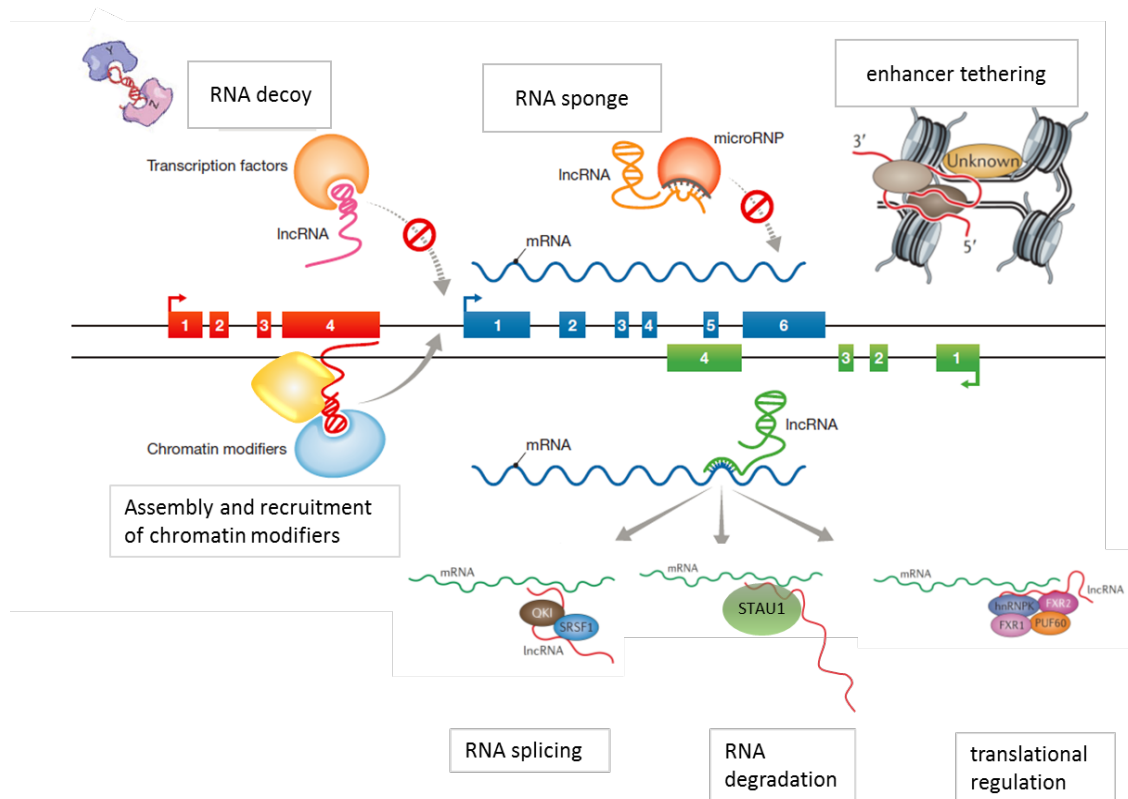 Y
Z
RNA decoy
Transcription factors
lncRNA
RNA sponge
microRNP
lncRNA
mRNA
enhancer tethering
3'
Unknown
5'
1 2 3 4
1 2 3 4 5 6
4 3 2 1
Chromatin modifiers
Assembly and recruitment
of chromatin modifiers
lncRNA
mRNA
mRNA
QKI
SRSF1
lncRNA
mRNA
STAU1
mRNA
lncRNA
hnRNPK
FXR2
FXR1
PUF60
RNA splicing
RNA
degradation
translational
regulation